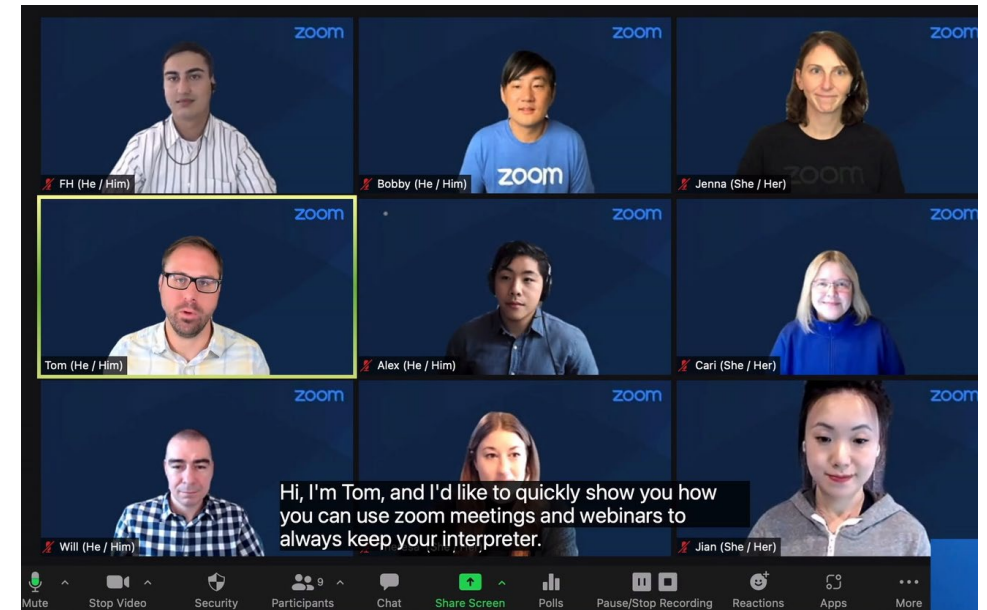 zoom
zoom
zoom
zoom
zoom
FH (He / Him)
Bobby (He / Him)
Jenna (She / Her)
zoom
zoom
zoom
Tom (He / Him)
Alex (He / Him)
Cari (She / Her)
zoom
zoom
zoom
Hi, I'm Tom, and I'd like to quickly show you how
you can use zoom meetings and webinars to
always keep your interpreter.
Will (He / Him)
Jian (She / Her)
9
Mute
Stop Video
Security
Participants
Chat
Share Screen
Polls
Pause/Stop Recording
Reactions
Apps
More